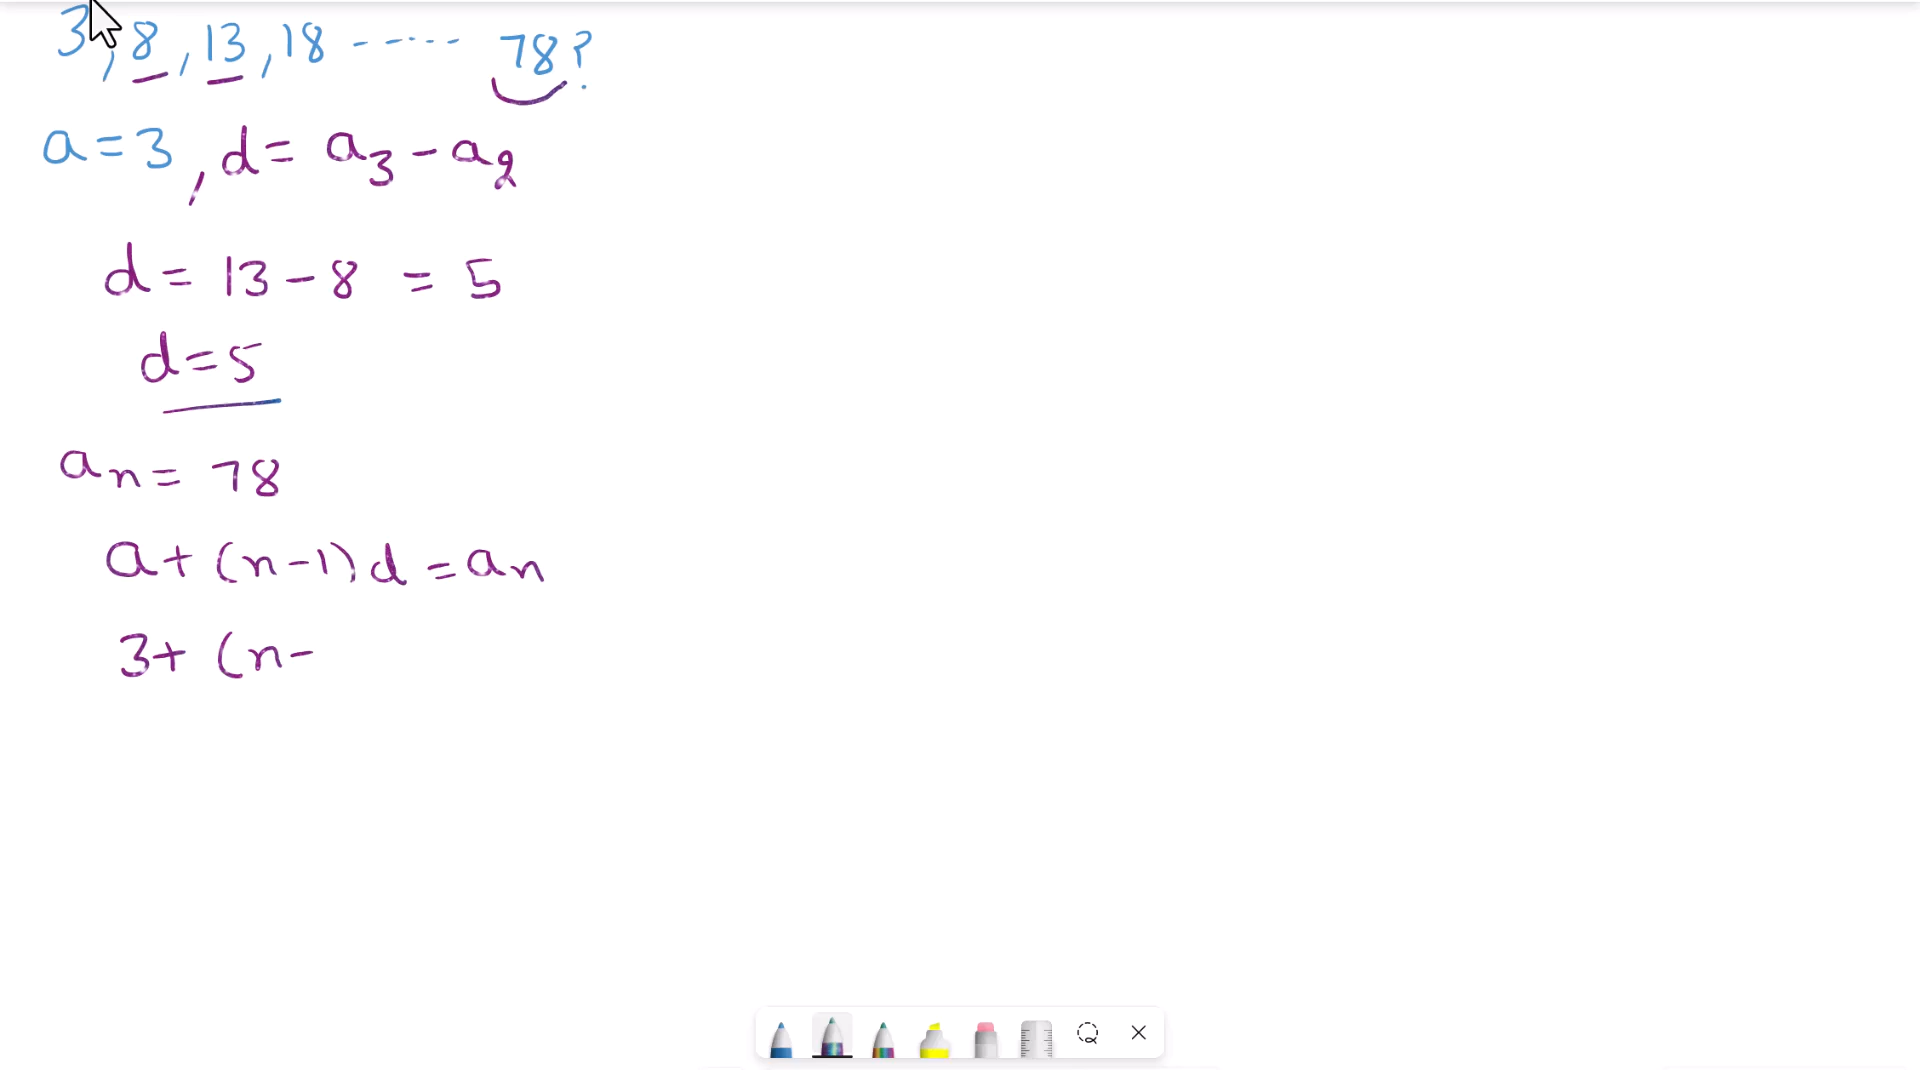 3, 8, 13, 18 ------ 78?
a = 3, d = a₃ - a₂
d = 13 - 8 = 5
d = 5
aₙ = 78
a + (n - 1) d = aₙ
3 + (n -